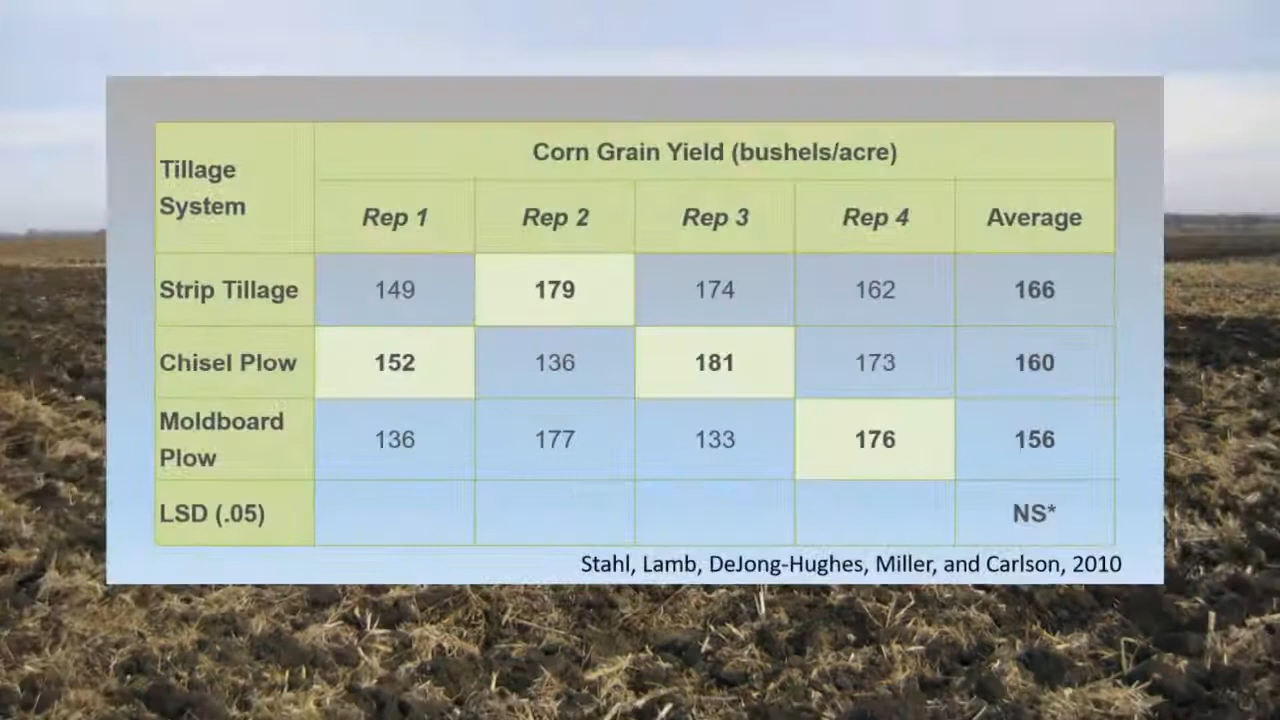 Tillage System
Corn Grain Yield (bushels/acre)
Rep 1 Rep 2 Rep 3 Rep 4 Average
Strip Tillage 149 179 174 162 166
Chisel Plow 152 136 181 173 160
Moldboard Plow 136 177 133 176 156
LSD (.05) NS*
Stahl, Lamb, DeJong-Hughes, Miller, and Carlson, 2010